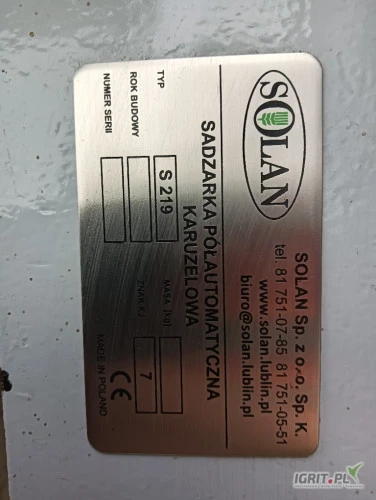 SOLAN
SOLAN Sp. z o.o. Sp. K.
tel. 81 751-07-85 81 751-05-51
www.solan.lublin.pl
biuro@solan.lublin.pl
SADZARKA PÓŁAUTOMATYCZNA
KARUZELOWA
TYP S 219 MASA [kg]
ROK BUDOWY ZNAK KJ 7
NUMER SERII
MADE IN POLAND
CE
IGRIT.PL